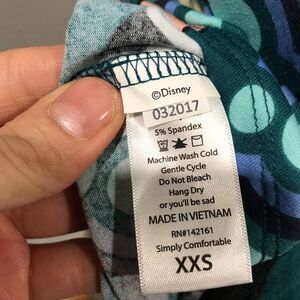 ©Disney
032017
5% Spandex
Machine Wash Cold
Gentle Cycle
Do Not Bleach
Hang Dry
or you'll be sad
MADE IN VIETNAM
RN#142161
Simply Comfortable
XXS